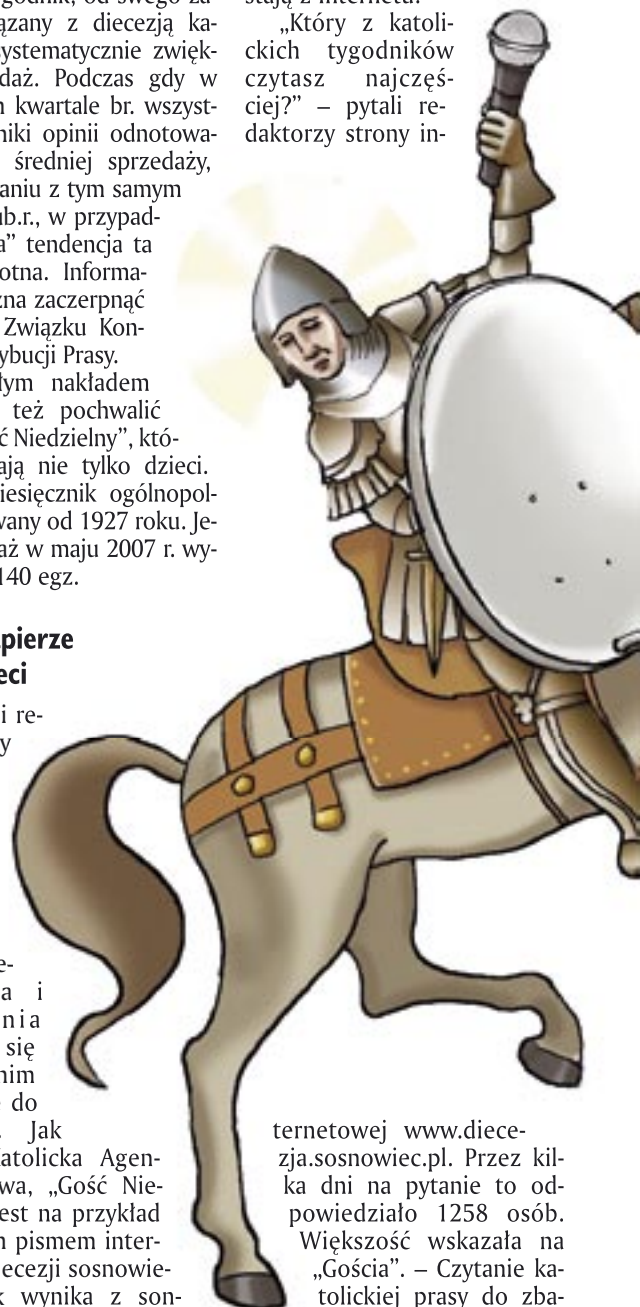 godnik, od swego za-
ązany z diecezją ka-
systematycznie zwięk-
daż. Podczas gdy w
kwartale br. wszyst-
niki opinii odnotowa-
średniej sprzedaży,
aniu z tym samym
ub.r., w przypad-
a” tendencja ta
otna. Informa-
zna zaczerpnąć
Związku Kon-
ybucji Prasy.
łym nakładem
też pochwalić
ć Niedzielny”, któ-
ają nie tylko dzieci.
iesięcznik ogólnopol-
wany od 1927 roku. Je-
aż w maju 2007 r. wy-
140 egz.
pierze
eci
i re-
y
e-
a i
nia
się
nim
do
. Jak
atolicka Agen-
wa, „Gość Nie-
est na przykład
pismem inter-
ecezji sosnowie-
k wynika z son-
stają z internetu.
„Który z katoli-
ckich tygodników
czytasz najczęś-
ciej?” – pytali re-
daktorzy strony in-
ternetowej www.diece-
zja.sosnowiec.pl. Przez kil-
ka dni na pytanie to od-
powiedziało 1258 osób.
Większość wskazała na
„Gościa”. – Czytanie ka-
tolickiej prasy do zba-